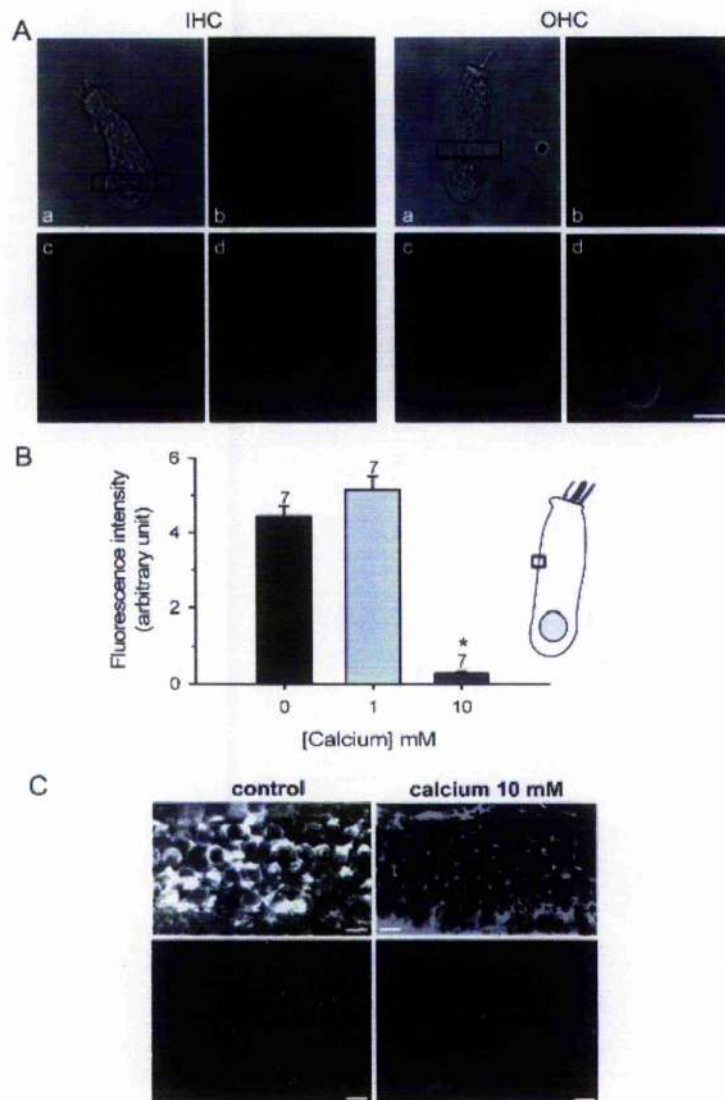 A
IHC
OHC
a
b
a
b
c
d
c
d
B
Fluorescence intensity
(arbitrary unit)
6
4
2
0
7
7
*
7
0
1
10
[Calcium] mM
C
control
calcium 10 mM